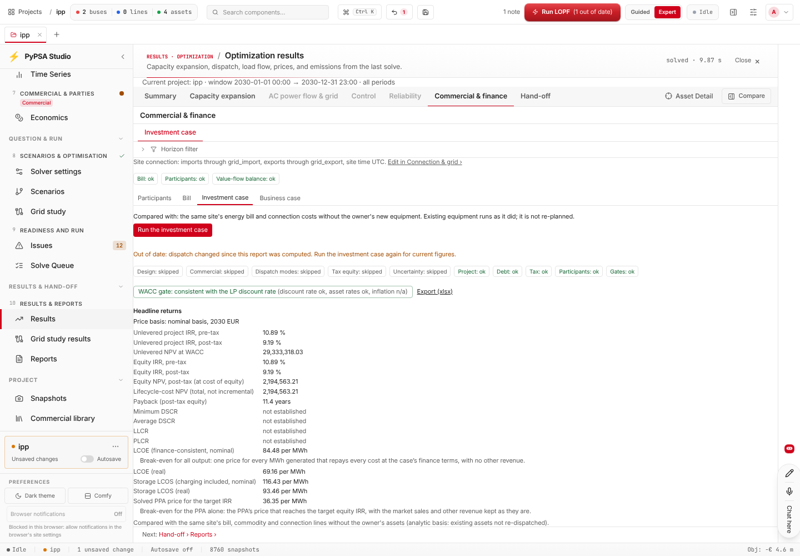 Projects / ipp 2 buses 0 lines 4 assets Search components... Ctrl K 1 1 note Run LOPF (1 out of date) Guided Expert Idle A
ipp
PyPSA Studio
Time Series
9 COMMERCIAL & PARTIES
Commercial
Economics
QUESTION & RUN
SCENARIOS & OPTIMISATION
Solver settings
Scenarios
Grid study
READINESS AND RUN
Issues 12
Solve Queue
RESULTS & HAND-OFF
10 RESULTS & REPORTS
Results
Grid study results
Reports
PROJECT
Snapshots
Commercial library
ipp
Unsaved changes Autosave
PREFERENCES
Dark theme Comfy
Browser notifications Off
Blocked in this browser: allow notifications in the browser's site settings
RESULTS · OPTIMIZATION / Optimization results
Capacity expansion, dispatch, load flow, prices, and emissions from the last solve.
solved · 9.87 s Close
Current project: ipp · window 2030-01-01 00:00 → 2030-12-31 23:00 · all periods
Summary Capacity expansion AC power flow & grid Control Reliability Commercial & finance Hand-off Asset Detail Compare
Commercial & finance
Investment case
Horizon filter
Site connection: imports through grid_import, exports through grid_export, site time UTC. Edit in Connection & grid ›
Bill: ok Participants: ok Value-flow balance: ok
Participants Bill Investment case Business case
Compared with: the same site's energy bill and connection costs without the owner's new equipment. Existing equipment runs as it did; it is not re-planned.
Run the investment case
Out of date: dispatch changed since this report was computed. Run the investment case again for current figures.
Design: skipped Commercial: skipped Dispatch modes: skipped Tax equity: skipped Uncertainty: skipped Project: ok Debt: ok Tax: ok Participants: ok Gates: ok
WACC gate: consistent with the LP discount rate (discount rate ok, asset rates ok, inflation n/a) Export (xlsx)
Headline returns
Price basis: nominal basis, 2030 EUR
Unlevered project IRR, pre-tax 10.89 %
Unlevered project IRR, post-tax 9.19 %
Unlevered NPV at WACC 29,333,318.03
Equity IRR, pre-tax 10.89 %
Equity IRR, post-tax 9.19 %
Equity NPV, post-tax (at cost of equity) 2,194,563.21
Lifecycle-cost NPV (total, not incremental) 2,194,563.21
Payback (post-tax equity) 11.4 years
Minimum DSCR not established
Average DSCR not established
LLCR not established
PLCR not established
LCOE (finance-consistent, nominal) 84.48 per MWh
Break-even for all output: one price for every MWh generated that repays every cost at the case's finance terms, with no other revenue.
LCOE (real) 69.16 per MWh
Storage LCOS (charging included, nominal) 116.43 per MWh
Storage LCOS (real) 93.46 per MWh
Solved PPA price for the target IRR 36.35 per MWh
Break-even for the PPA alone: the PPA's price that reaches the target equity IRR, with the market sales and other revenue kept as they are.
Compared with the same site's bill, commodity and connection lines without the owner's assets (analytic basis: existing assets not re-dispatched).
Next: Hand-off › Reports ›
Chat here
Idle ipp 1 unsaved change Autosave off 8760 snapshots Obj: -€ 4.6